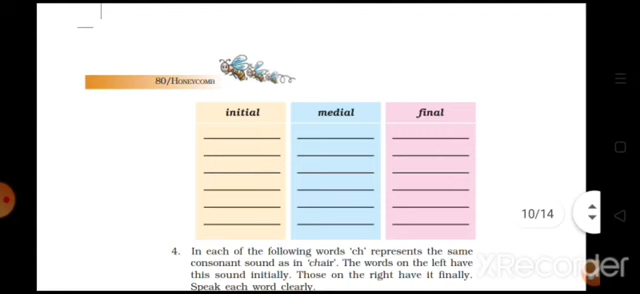 80/HONEYCOMB
initial medial final
10/14
4. In each of the following words ‘ch’ represents the same
consonant sound as in ‘chair’. The words on the left have
this sound initially. Those on the right have it finally.
Speak each word clearly.
XRecorder